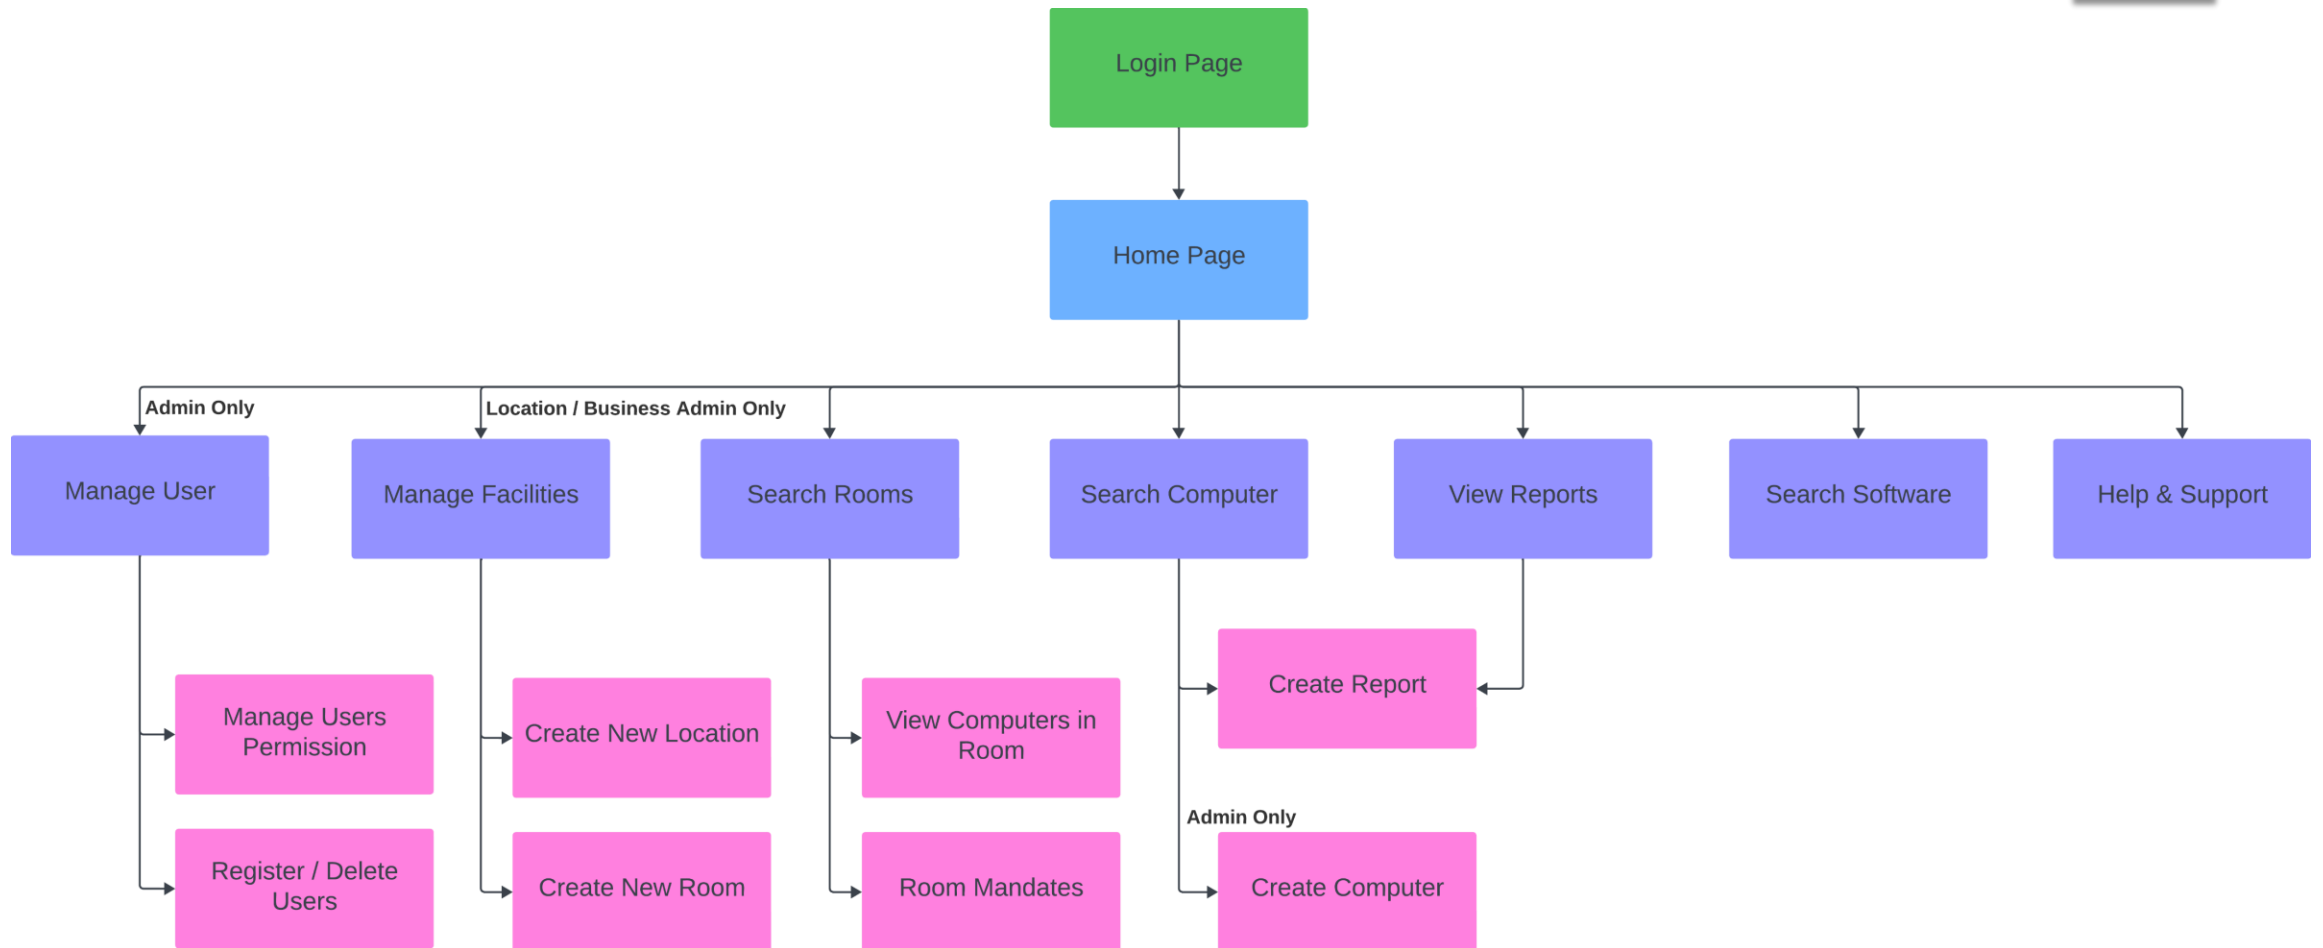 Login Page
Home Page
Admin Only
Location / Business Admin Only
Manage User
Manage Facilities
Search Rooms
Search Computer
View Reports
Search Software
Help & Support
Manage Users
Permission
Create New Location
View Computers in
Room
Create Report
Admin Only
Register / Delete
Users
Create New Room
Room Mandates
Create Computer